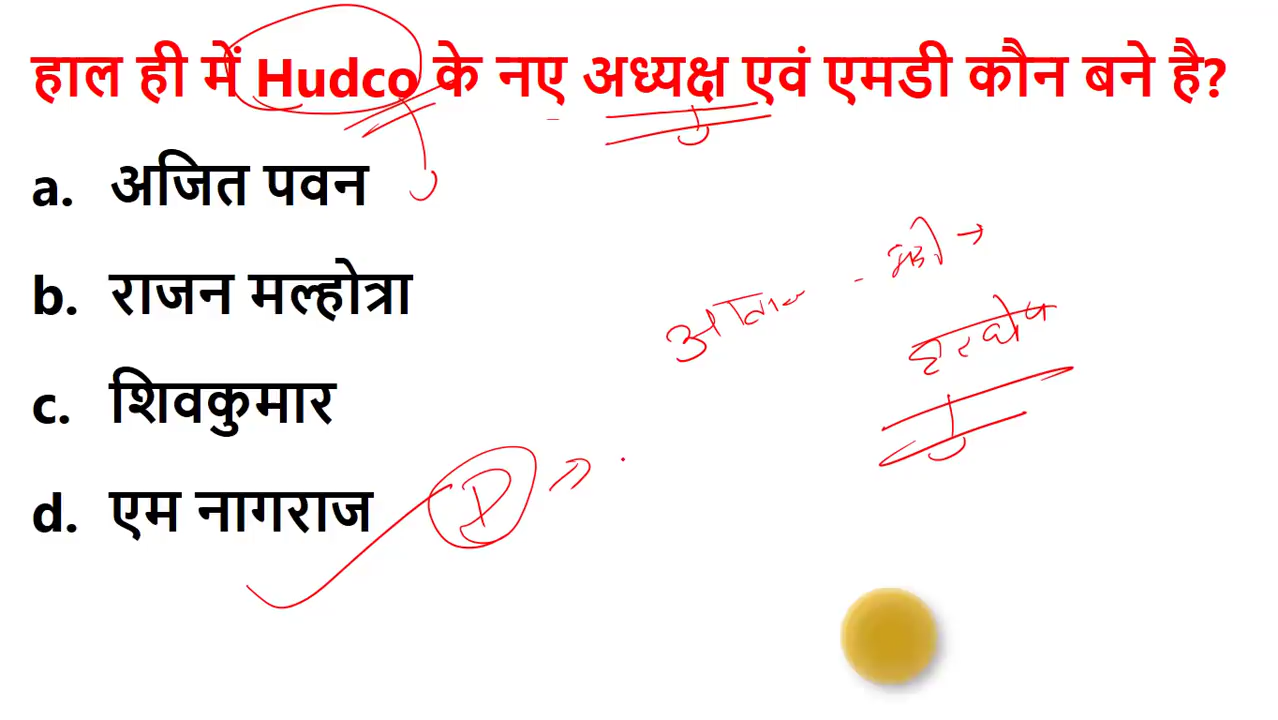 हाल ही में Hudco के नए अध्यक्ष एवं एमडी कौन बने है?
a. अजित पवन
b. राजन मल्होत्रा
c. शिवकुमार
d. एम नागराज
D